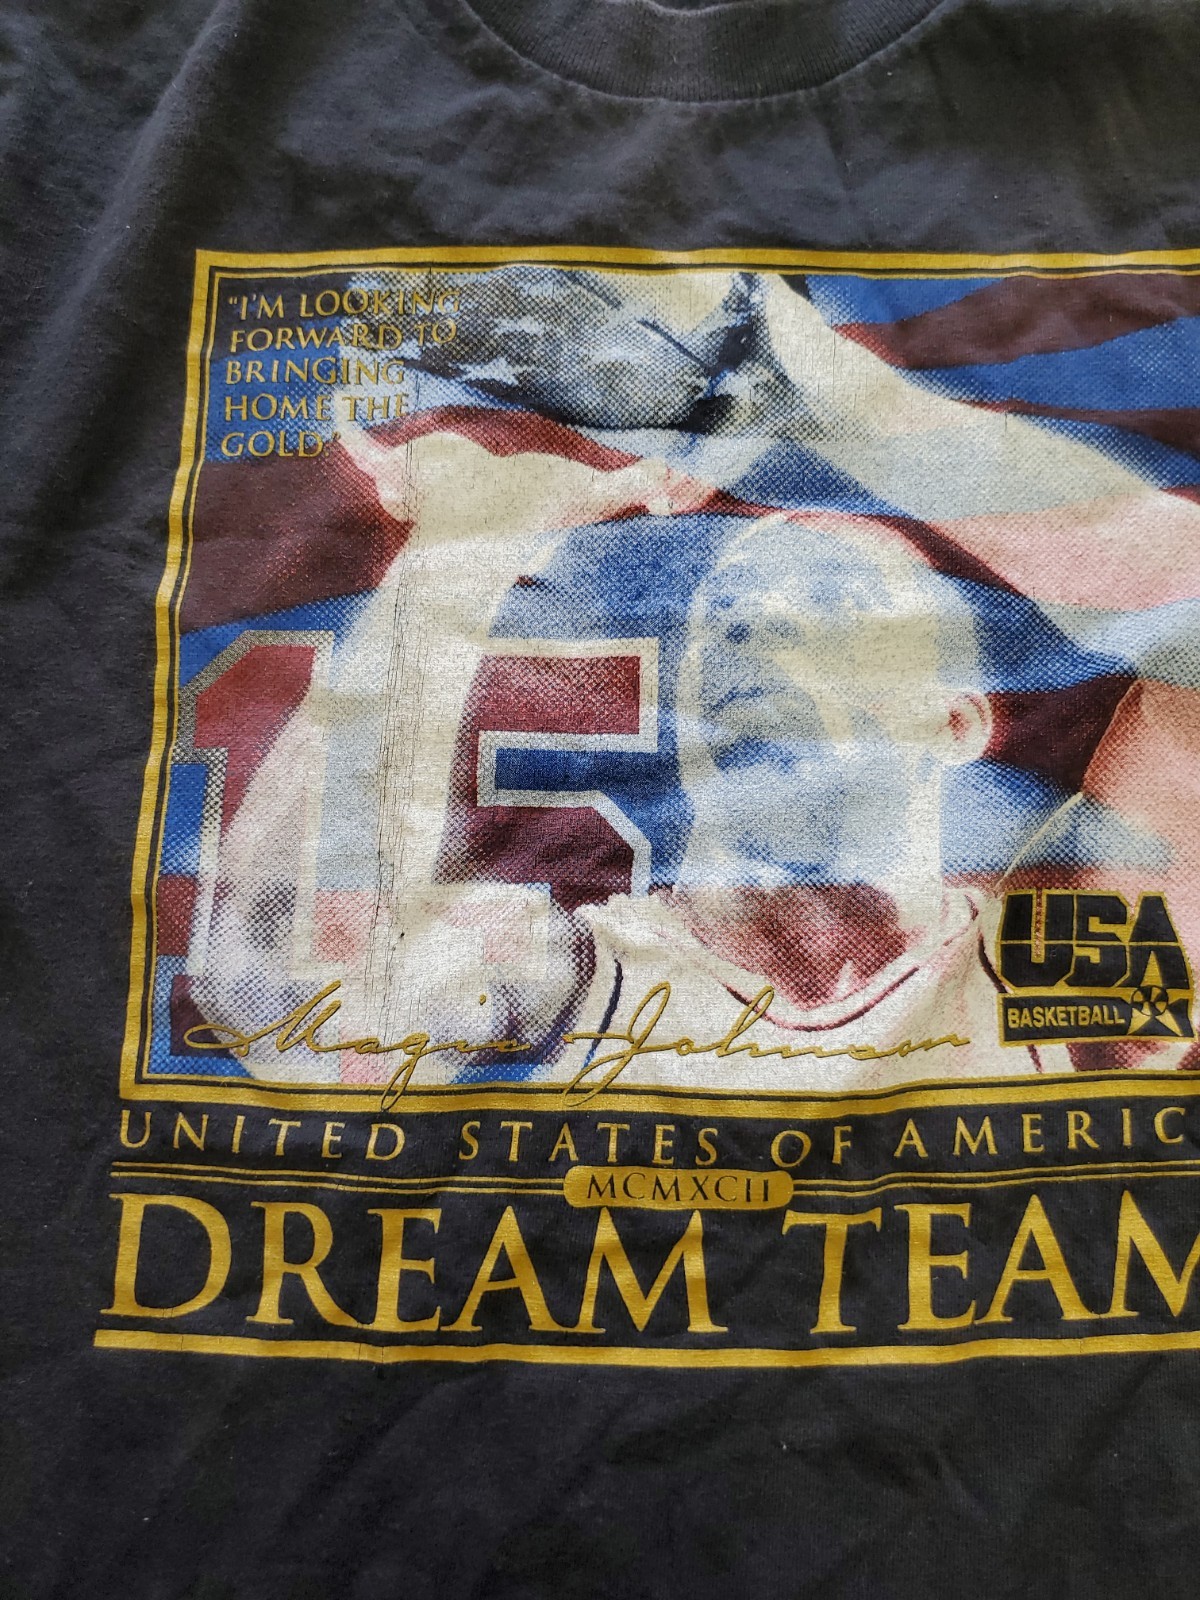 "I'M LOOKING
FORWARD TO
BRINGING
HOME THE
GOLD."
15
USA
BASKETBALL
Magic Johnson
UNITED STATES OF AMERIC
MCMXCII
DREAM TEAM